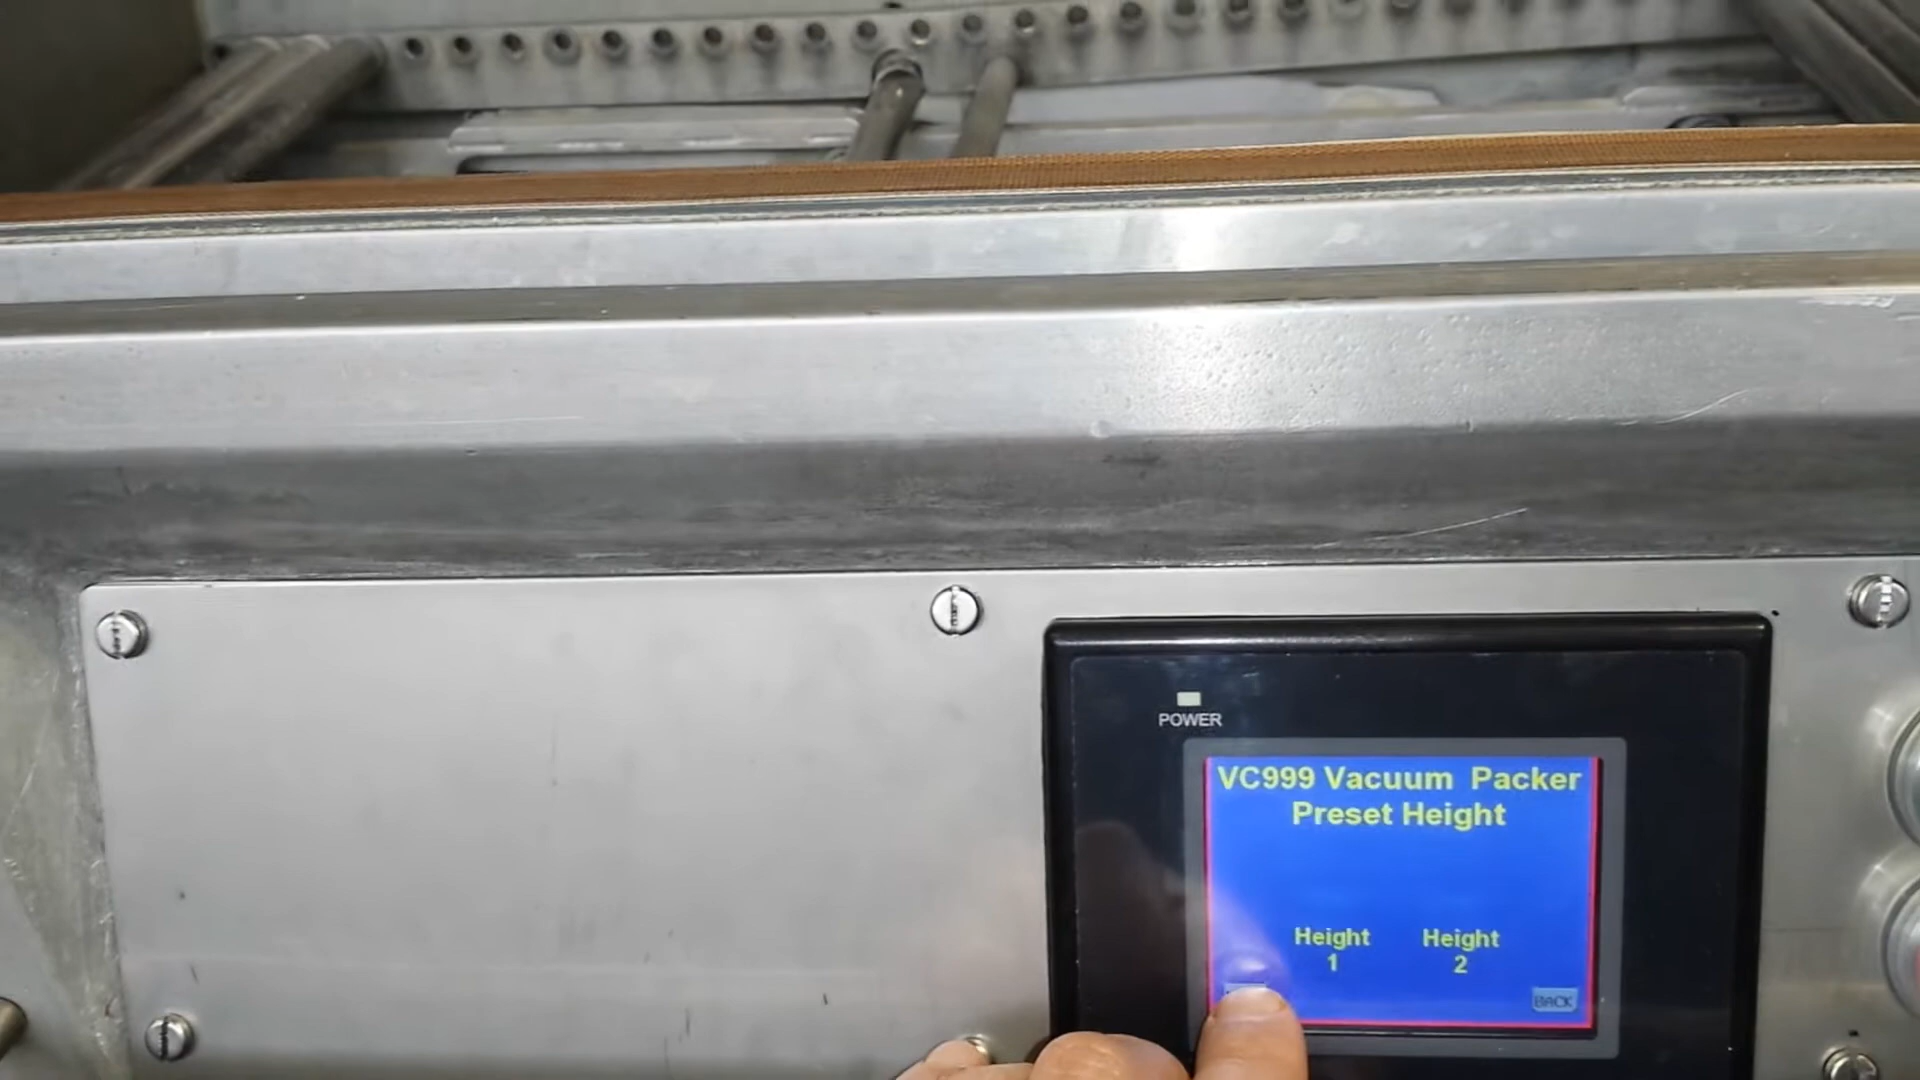 POWER
VC999 Vacuum Packer
Preset Height
Height Height
1 2
BACK